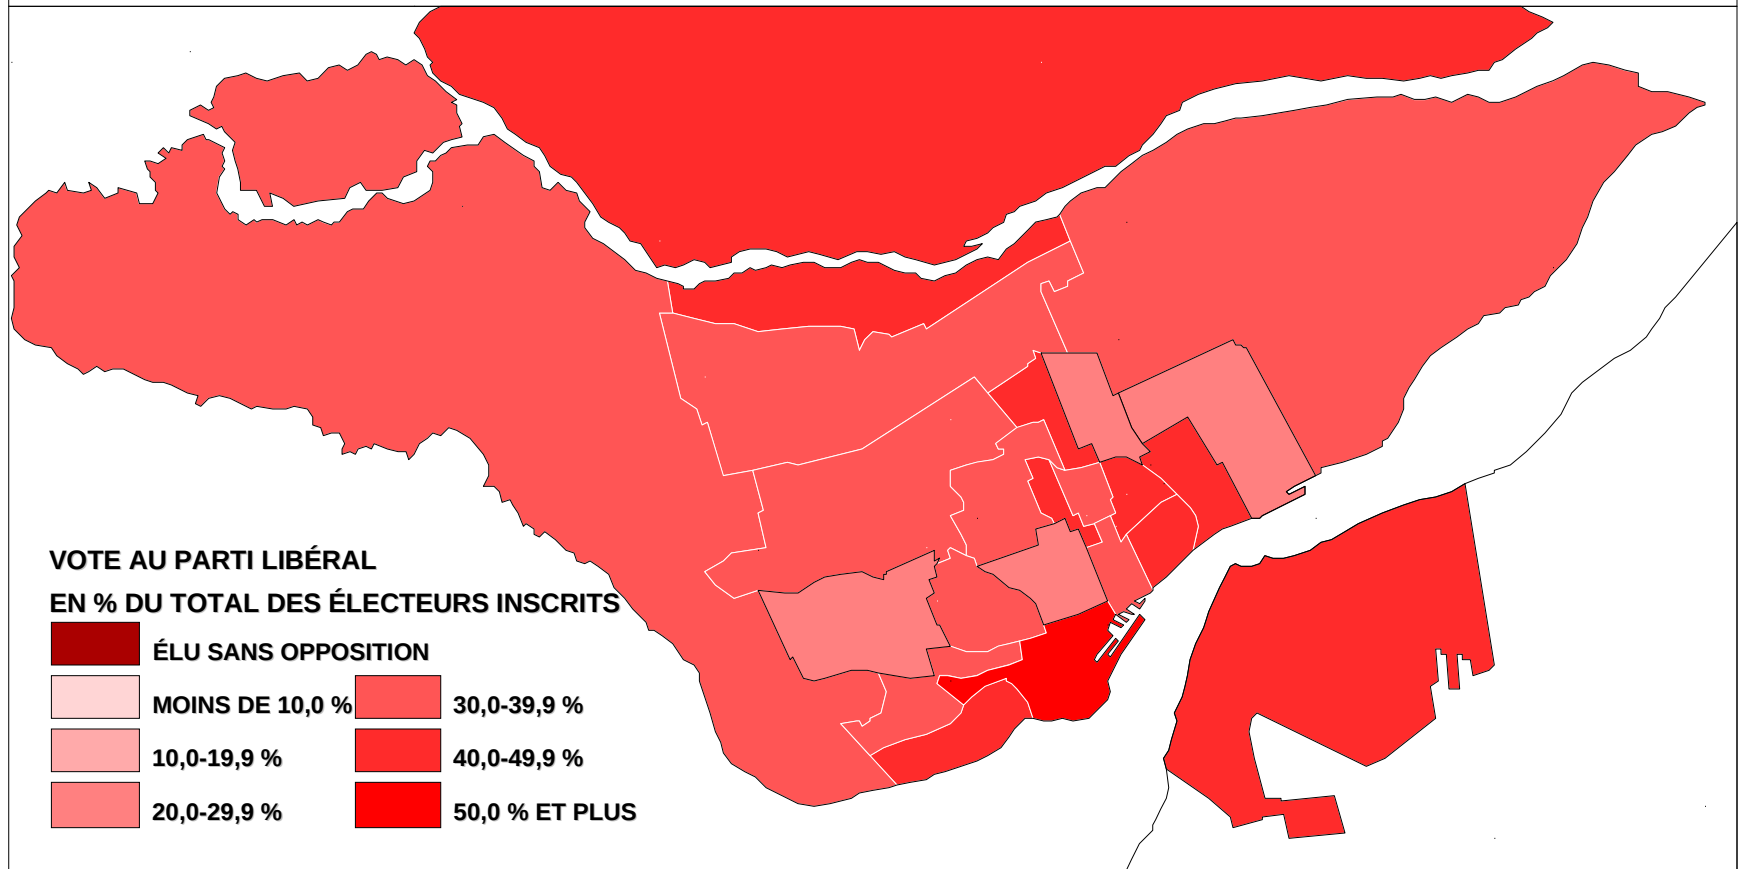 VOTE AU PARTI LIBÉRAL
EN % DU TOTAL DES ÉLECTEURS INSCRITS
ÉLU SANS OPPOSITION
MOINS DE 10,0 %
30,0-39,9 %
10,0-19,9 %
40,0-49,9 %
20,0-29,9 %
50,0 % ET PLUS